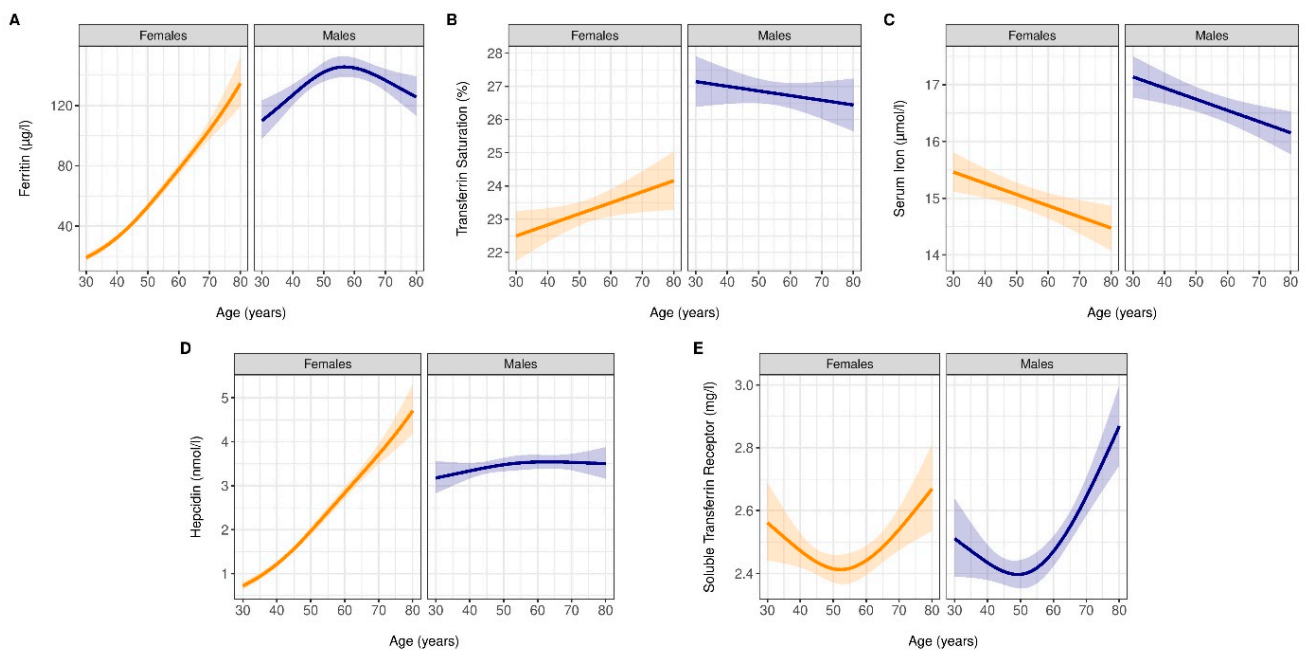 A
Females
Males
Ferritin (µg/l)
120
80
40
30 40 50 60 70 80 30 40 50 60 70 80
Age (years)
B
Females
Males
Transferrin Saturation (%)
28
27
26
25
24
23
22
30 40 50 60 70 80 30 40 50 60 70 80
Age (years)
C
Females
Males
Serum Iron (µmol/l)
17
16
15
14
30 40 50 60 70 80 30 40 50 60 70 80
Age (years)
D
Females
Males
Hepcidin (nmol/l)
5
4
3
2
1
30 40 50 60 70 80 30 40 50 60 70 80
Age (years)
E
Females
Males
Soluble Transferrin Receptor (mg/l)
3.0
2.8
2.6
2.4
30 40 50 60 70 80 30 40 50 60 70 80
Age (years)